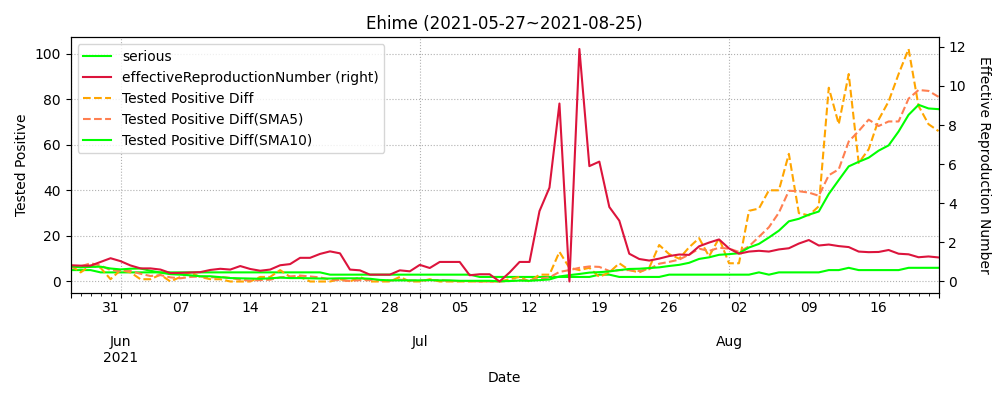 Ehime (2021-05-27~2021-08-25)
serious
effectiveReproductionNumber (right)
Tested Positive Diff
Tested Positive Diff(SMA5)
Tested Positive Diff(SMA10)
Tested Positive
100
80
60
40
20
0
12
10
8
6
4
2
0
Effective Reproduction Number
31 07 14 21 28 05 12 19 26 02 09 16
Jun Jul Aug
2021
Date